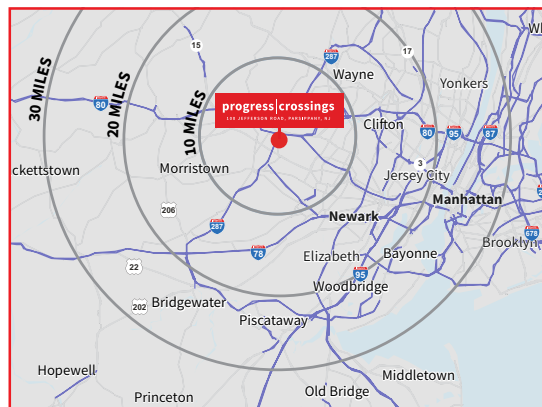 15
17
287
Wayne
Wh
30 MILES
20 MILES
10 MILES
80
Yonkers
progress|crossings
100 JEFFERSON ROAD, PARSIPPANY, NJ
Clifton
80
95
87
3
ckettstown
Morristown
Jersey City
206
Manhattan
Newark
287
678
78
Elizabeth
Bayonne
Brooklyn
22
95
Woodbridge
202
Bridgewater
Piscataway
Hopewell
Middletown
Princeton
Old Bridge